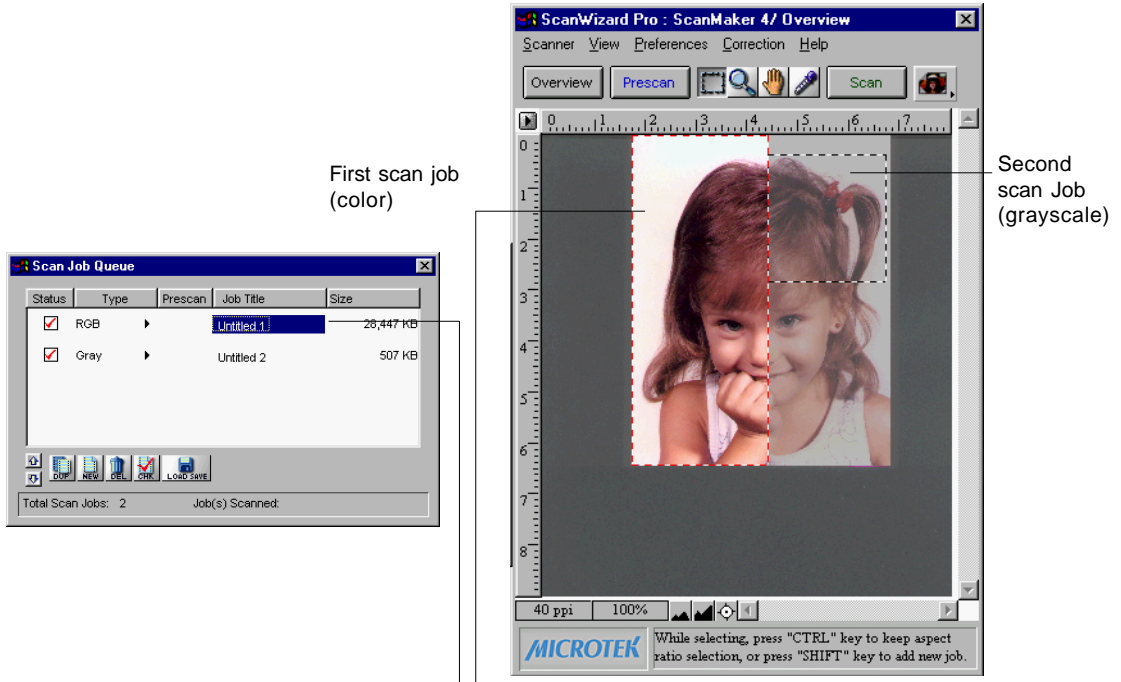 First scan job
(color)
Scan Job Queue
Status Type Prescan Job Title Size
RGB Untitled 1 28,447 KB
Gray Untitled 2 507 KB
DUP NEW DEL CHK LOAD SAVE
Total Scan Jobs: 2 Job(s) Scanned:
ScanWizard Pro : ScanMaker 4/ Overview
Scanner View Preferences Correction Help
Overview Prescan Scan
0 1 2 3 4 5 6 7
0
1
2
3
4
5
6
7
8
40 ppi 100%
MICROTEK
While selecting, press "CTRL" key to keep aspect
ratio selection, or press "SHIFT" key to add new job.
Second
scan Job
(grayscale)